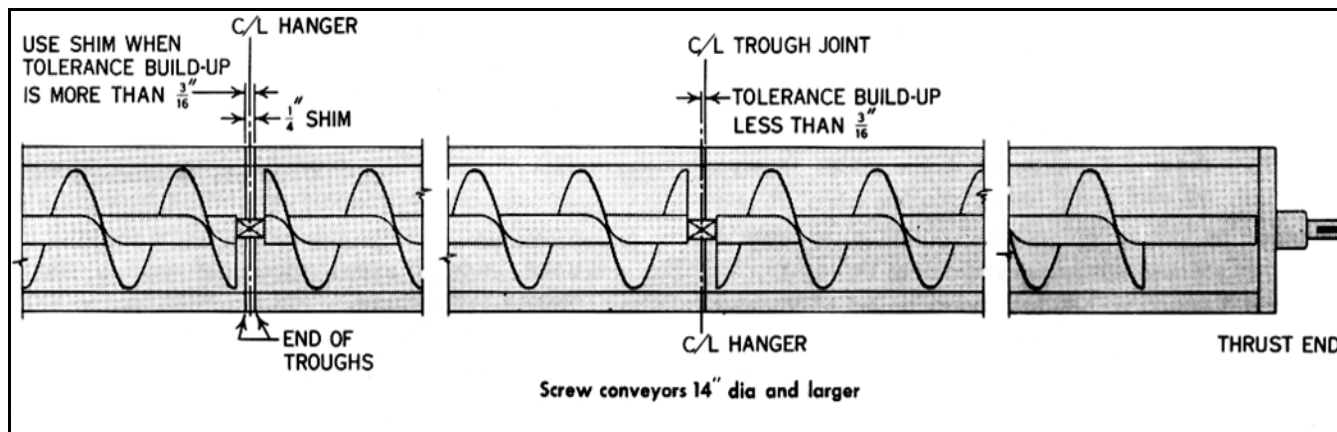 C/L HANGER
USE SHIM WHEN
TOLERANCE BUILD-UP
IS MORE THAN 3/16"
1/4" SHIM
C/L TROUGH JOINT
TOLERANCE BUILD-UP
LESS THAN 3/16"
END OF
TROUGHS
C/L HANGER
THRUST END
Screw conveyors 14" dia and larger